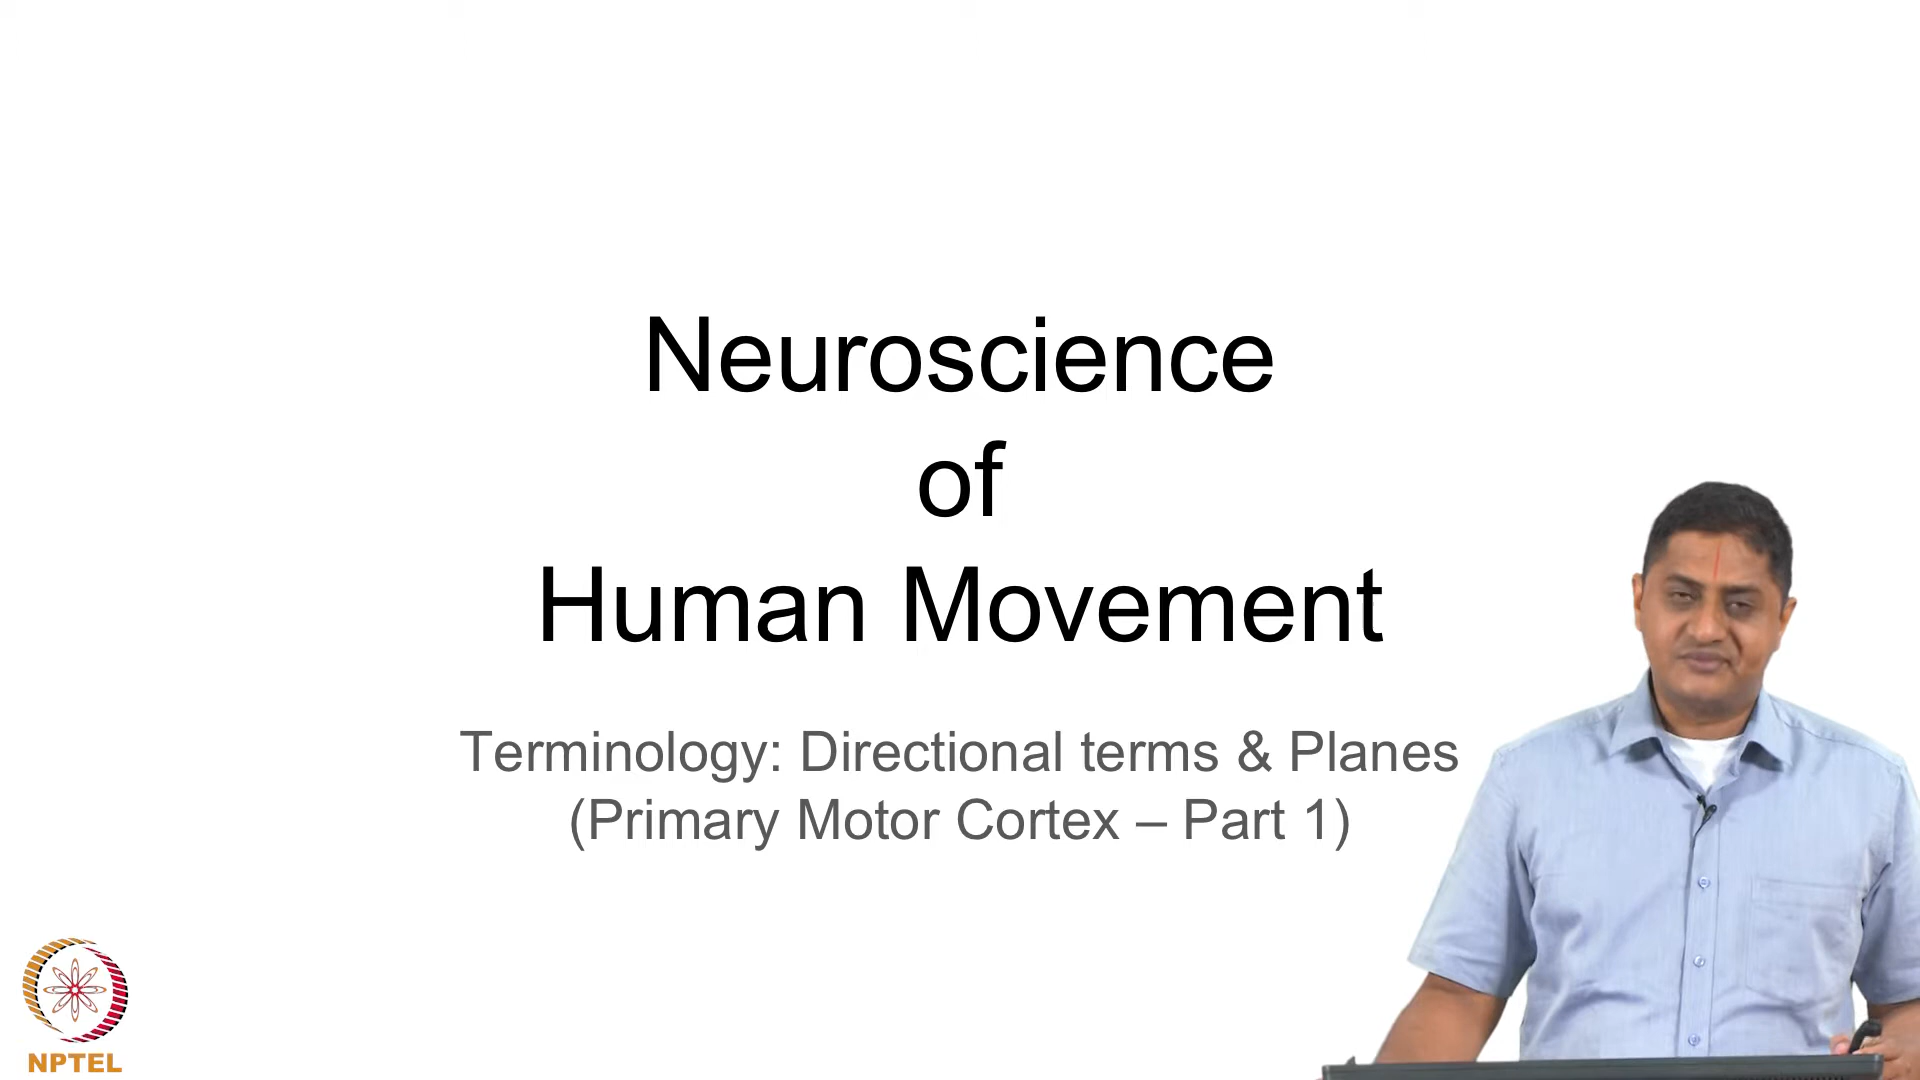 Neuroscience
of
Human Movement
Terminology: Directional terms & Planes
(Primary Motor Cortex – Part 1)
NPTEL